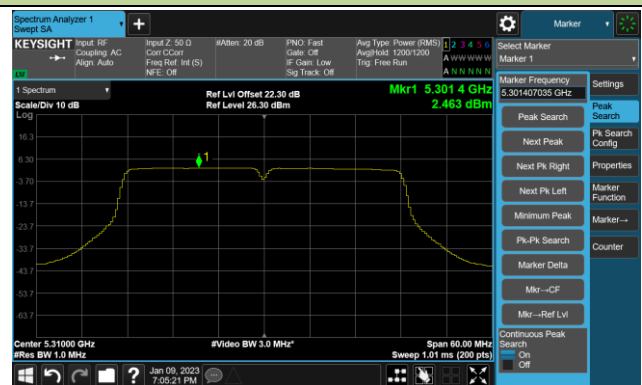 Spectrum Analyzer 1
Swept SA
Marker
KEYSIGHT
Input: RF
Coupling: AC
Align: Auto
Input Z: 50 Ω
Corr CCorr
Freq Ref: Int (S)
NFE: Off
#Atten: 20 dB
PNO: Fast
Gate: Off
IF Gain: Low
Sig Track: Off
Avg Type: Power (RMS)
Avg|Hold: 1200/1200
Trig: Free Run
1 2 3 4 5 6
A W W W W W
A N N N N N
LW
Select Marker
Marker 1
1 Spectrum
Scale/Div 10 dB
Log
Ref Lvl Offset 22.30 dB
Ref Level 26.30 dBm
Mkr1 5.301 4 GHz
2.463 dBm
16.3
6.30
-3.70
-13.7
-23.7
-33.7
-43.7
-53.7
-63.7
1
Center 5.31000 GHz
#Res BW 1.0 MHz
#Video BW 3.0 MHz*
Span 60.00 MHz
Sweep 1.01 ms (200 pts)
Marker Frequency
5.301407035 GHz
Peak Search
Next Peak
Next Pk Right
Next Pk Left
Minimum Peak
Pk-Pk Search
Marker Delta
Mkr→CF
Mkr→Ref Lvl
Continuous Peak
Search
On
Off
Settings
Peak
Search
Pk Search
Config
Properties
Marker
Function
Marker→
Counter
Jan 09, 2023
7:05:21 PM